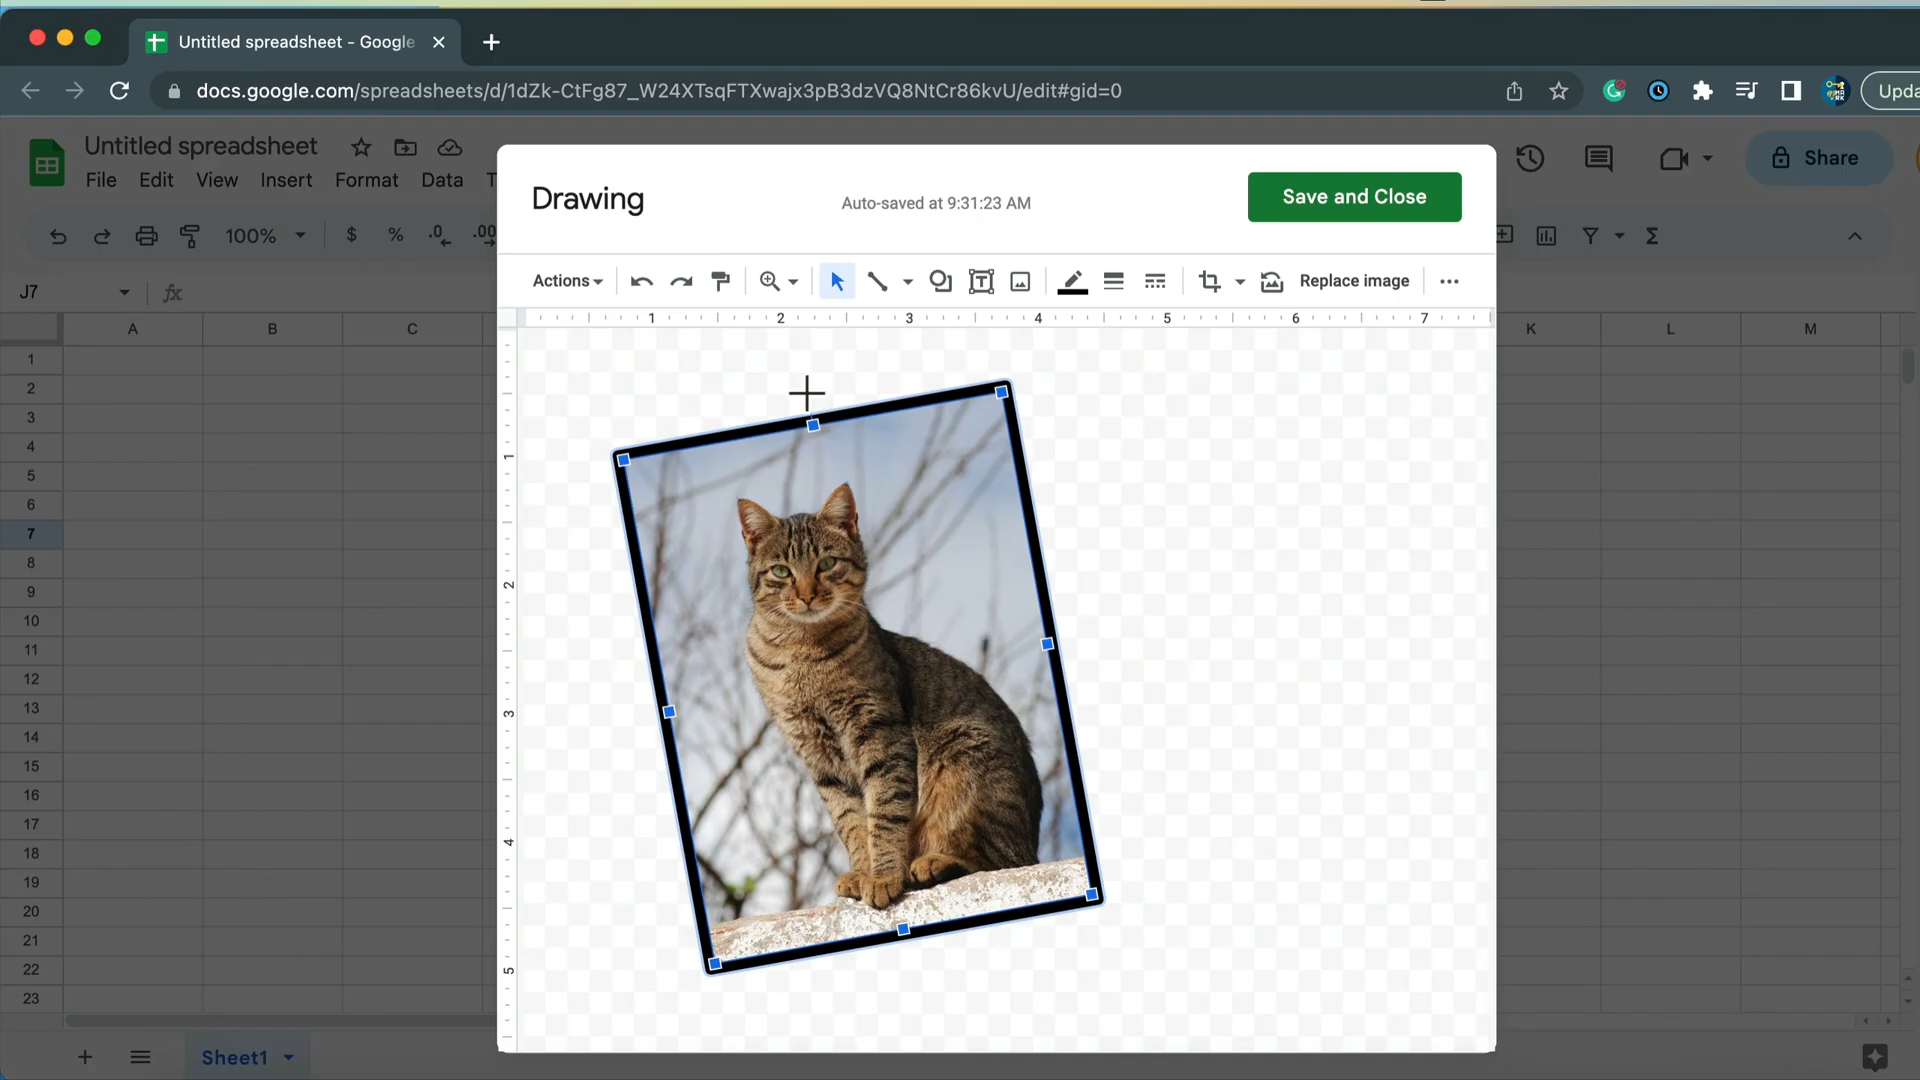 Untitled spreadsheet - Google
docs.google.com/spreadsheets/d/1dZk-CtFg87_W24XTsqFTXwajx3pB3dzVQ8NtCr86kvU/edit#gid=0
Upda
Untitled spreadsheet
File Edit View Insert Format Data T
Share
Drawing
Auto-saved at 9:31:23 AM
Save and Close
100% $ % .0 .00
Actions
Replace image
J7
fx
1 2 3 4 5 6 7
A B C K L M
1
2
3
4
5
6
7
8
9
10
11
12
13
14
15
16
17
18
19
20
21
22
23
1
2
3
4
5
Sheet1